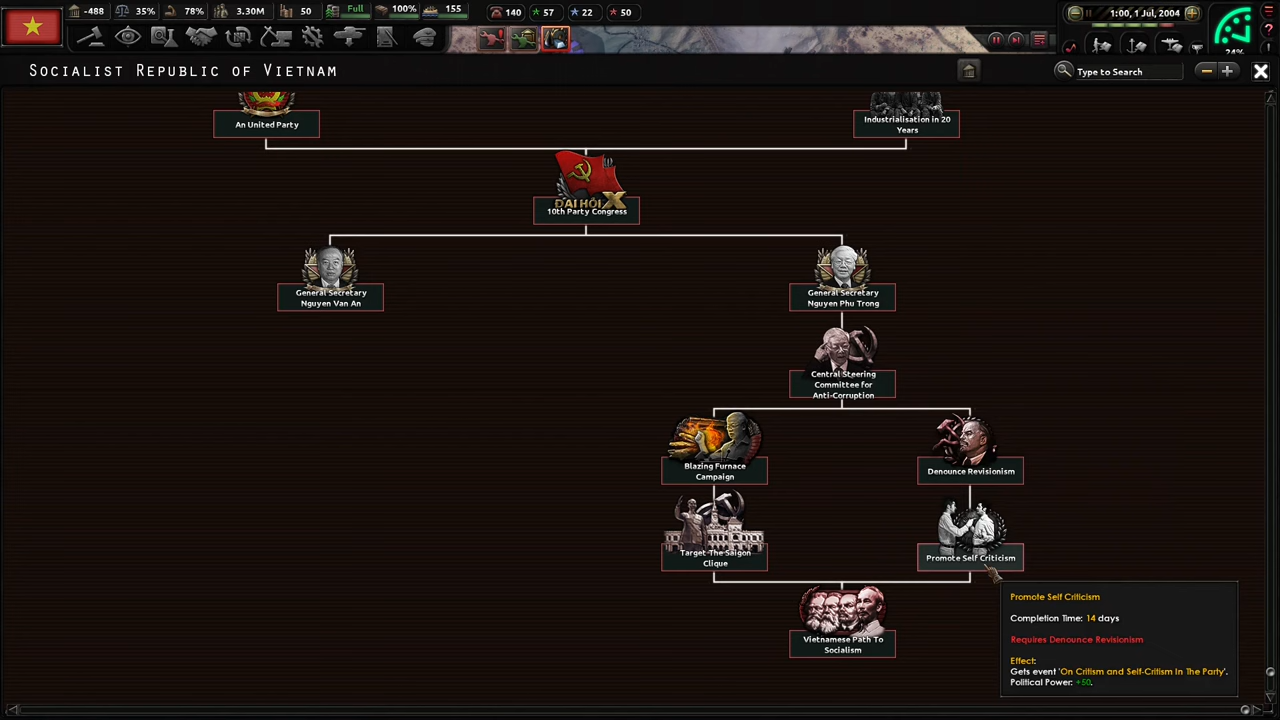 -488
35%
78%
3.30M
50
Full
100%
155
140
57
22
50
1:00, 1 Jul, 2004
24%
Socialist Republic of Vietnam
Type to Search
An United Party
Industrialisation in 20
Years
ĐẠI HỘI X
10th Party Congress
General Secretary
Nguyen Van An
General Secretary
Nguyen Phu Trong
Central Steering
Committee for
Anti-Corruption
Blazing Furnace
Campaign
Denounce Revisionism
Target The Saigon
Clique
Promote Self Criticism
Promote Self Criticism
Completion Time: 14 days
Requires Denounce Revisionism
Effect:
Gets event 'On Critism and Self-Critism In The Party'.
Political Power: +50.
Vietnamese Path To
Socialism